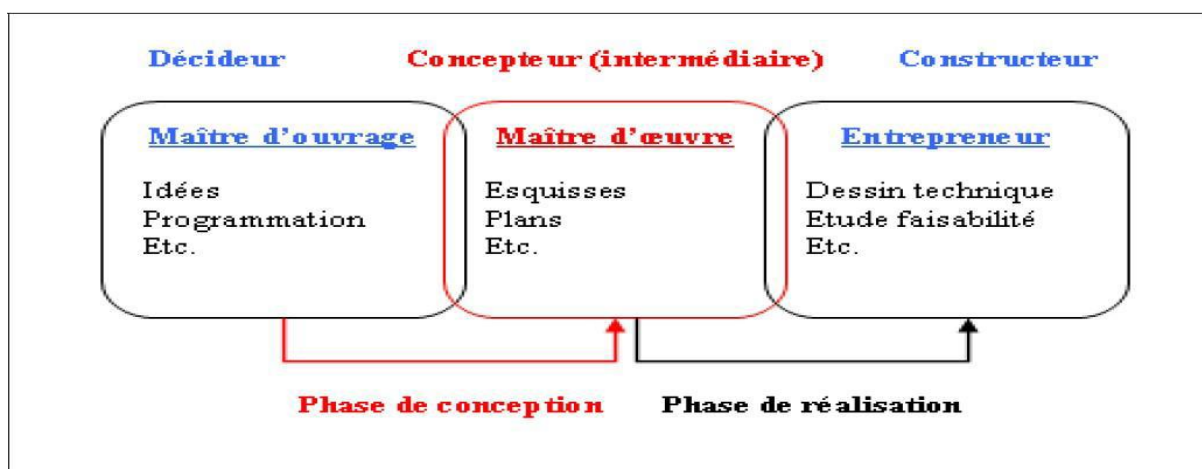 Décideur
Concepteur (intermédiaire)
Constructeur
Maître d'ouvrage
Idées
Programmation
Etc.
Maître d'œuvre
Esquisses
Plans
Etc.
Entrepreneur
Dessin technique
Etude faisabilité
Etc.
Phase de conception
Phase de réalisation